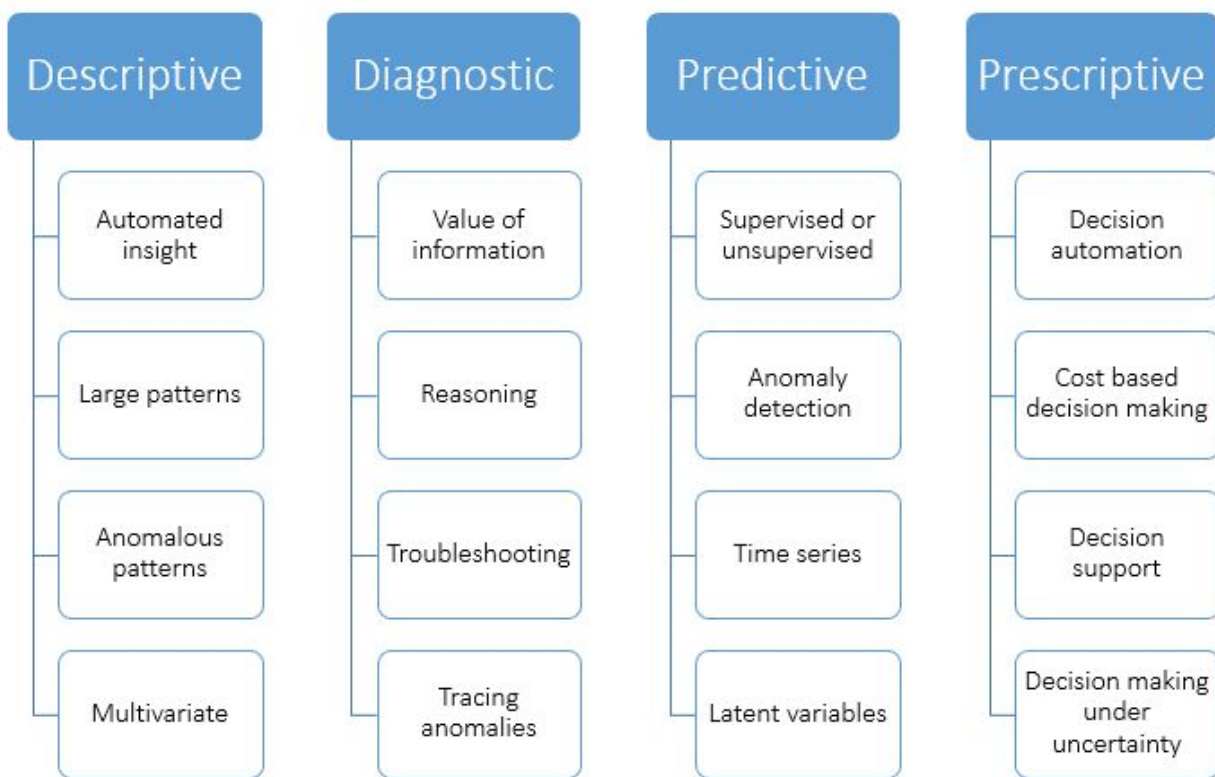 Descriptive
Automated
insight
Large patterns
Anomalous
patterns
Multivariate
Diagnostic
Value of
information
Reasoning
Troubleshooting
Tracing
anomalies
Predictive
Supervised or
unsupervised
Anomaly
detection
Time series
Latent variables
Prescriptive
Decision
automation
Cost based
decision making
Decision
support
Decision making
under
uncertainty